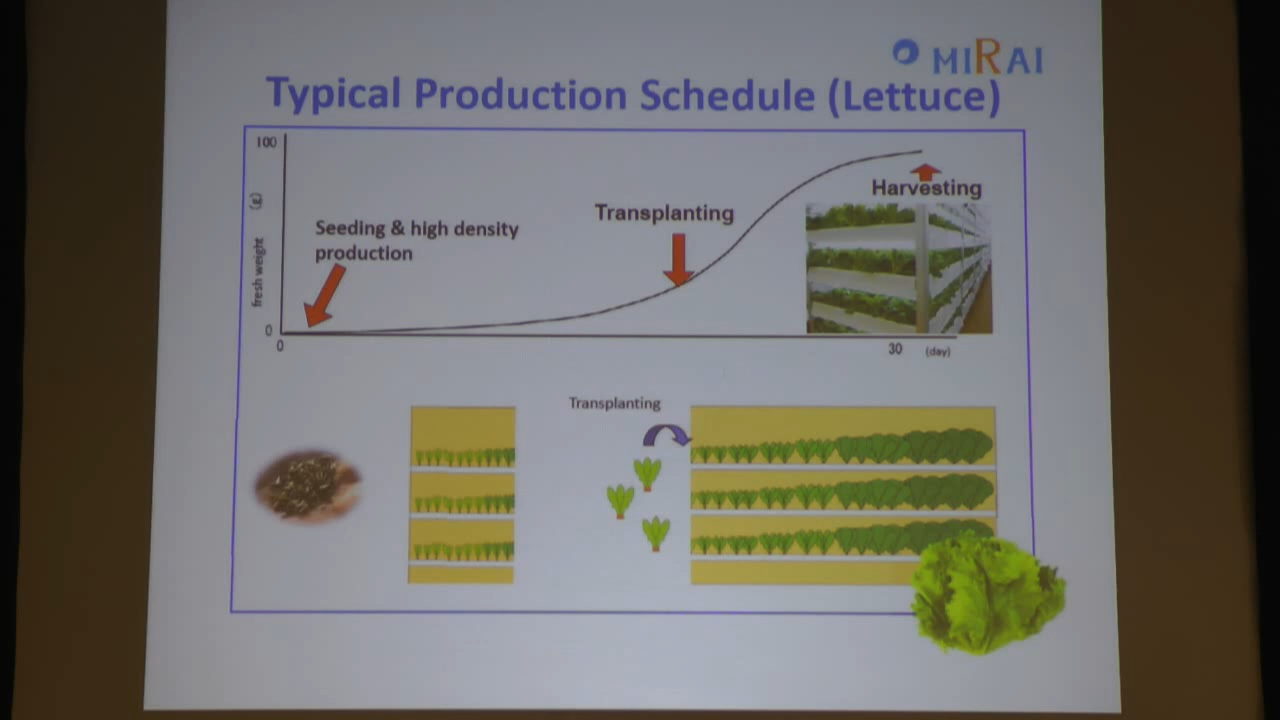 MIRAI
Typical Production Schedule (Lettuce)
100
fresh weight (g)
Seeding & high density
production
Transplanting
Harvesting
0
0
30 (day)
Transplanting